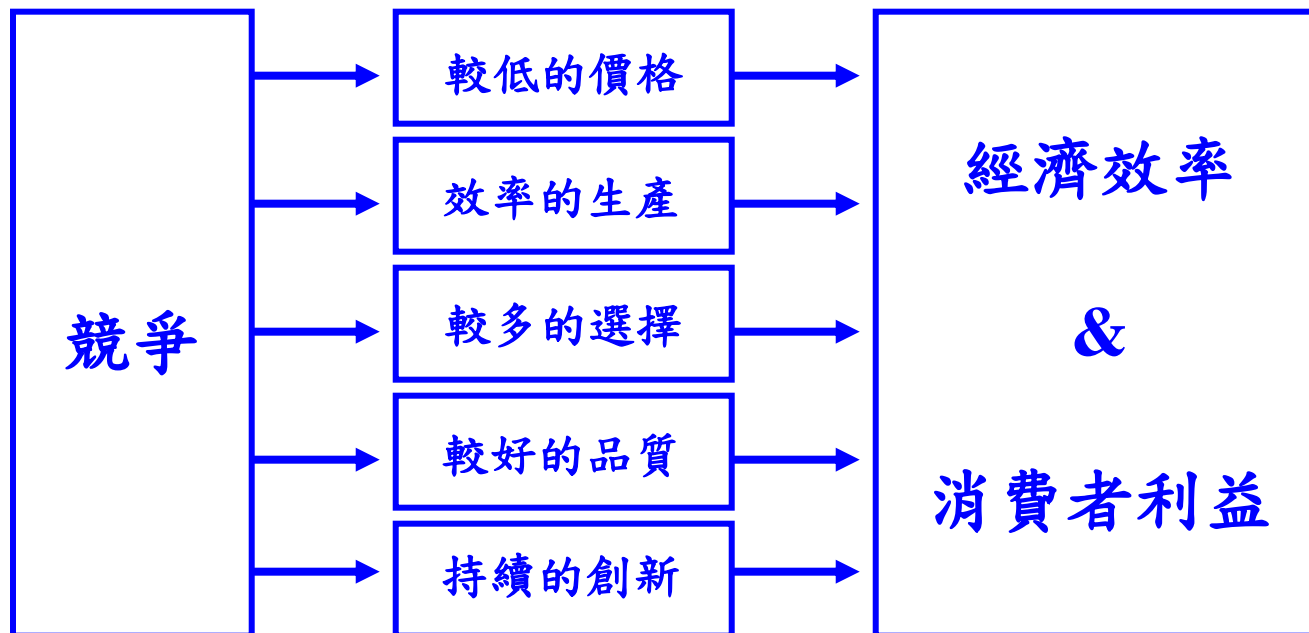 競爭
較低的價格
效率的生產
較多的選擇
較好的品質
持續的創新
經濟效率
&
消費者利益